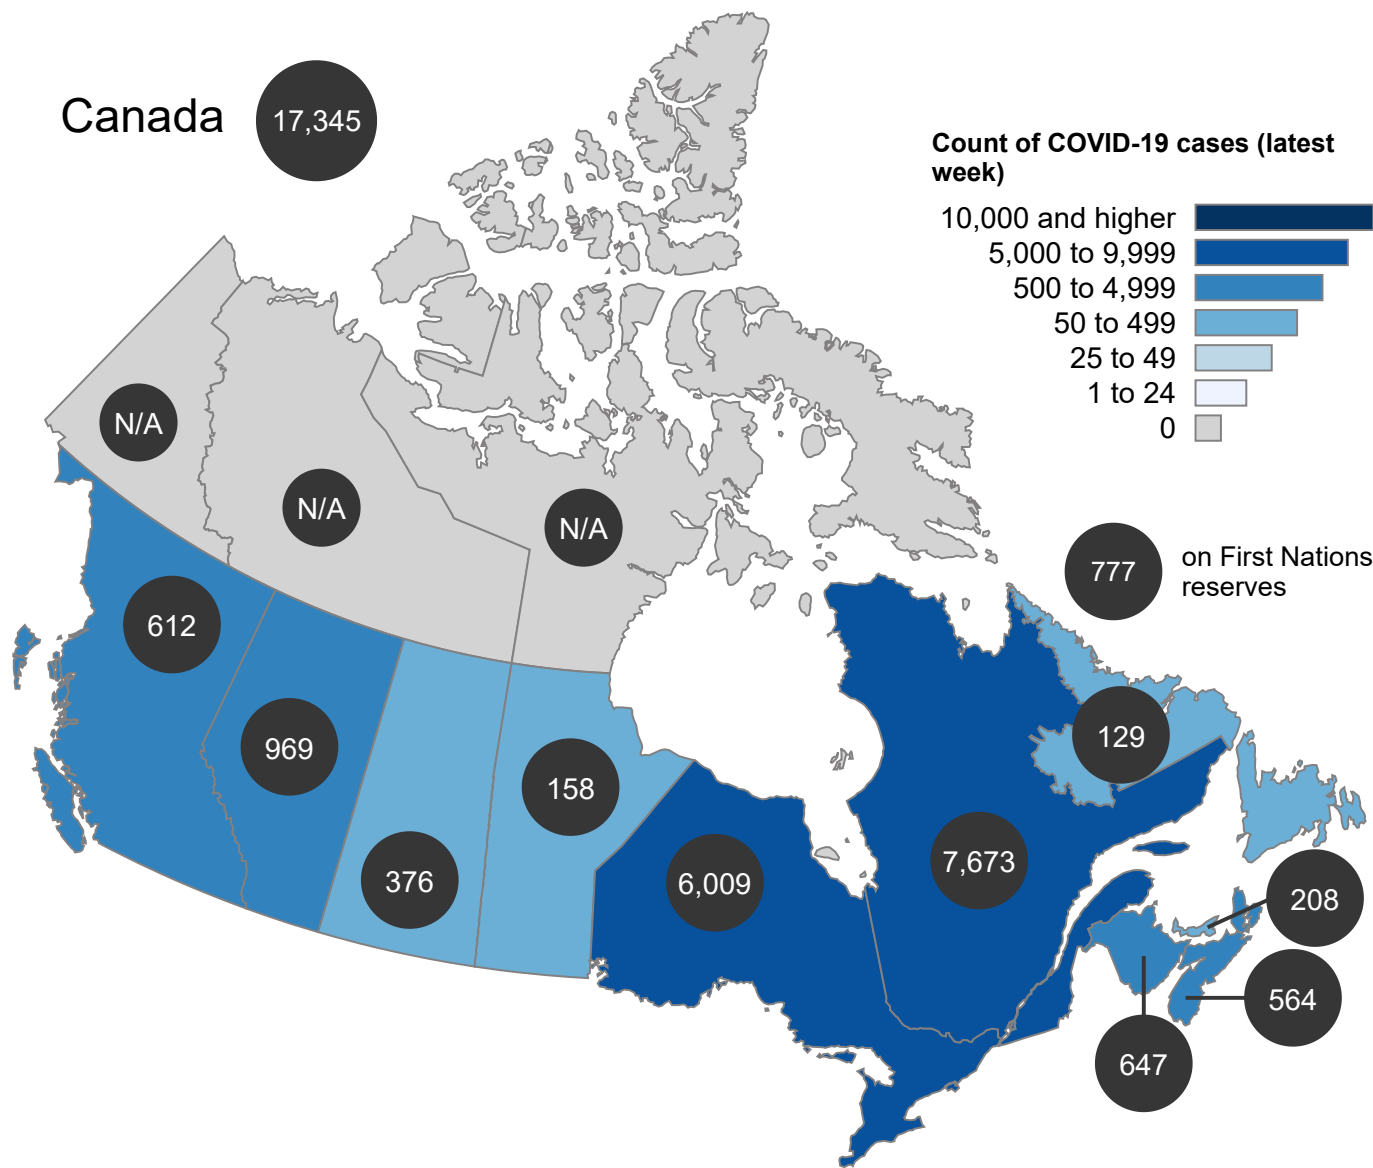 Canada
17,345
Count of COVID-19 cases (latest
week)
10,000 and higher
5,000 to 9,999
500 to 4,999
50 to 499
25 to 49
1 to 24
0
N/A
N/A
N/A
777
on First Nations
reserves
612
969
129
158
376
6,009
7,673
208
564
647